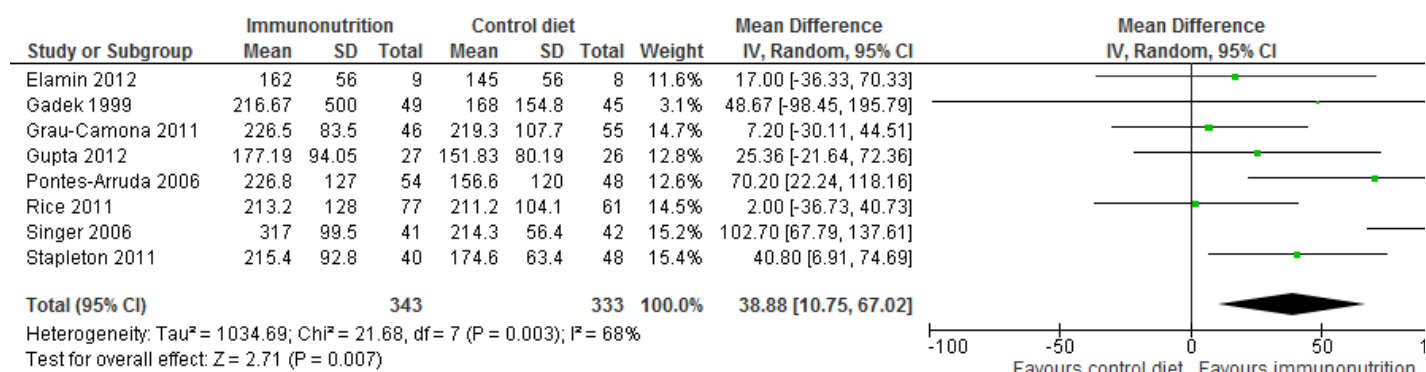 Immunonutrition Control diet Mean Difference Mean Difference
Study or Subgroup Mean SD Total Mean SD Total Weight IV, Random, 95% CI IV, Random, 95% CI
Elamin 2012 162 56 9 145 56 8 11.6% 17.00 [-36.33, 70.33]
Gadek 1999 216.67 500 49 168 154.8 45 3.1% 48.67 [-98.45, 195.79]
Grau-Camona 2011 226.5 83.5 46 219.3 107.7 55 14.7% 7.20 [-30.11, 44.51]
Gupta 2012 177.19 94.05 27 151.83 80.19 26 12.8% 25.36 [-21.64, 72.36]
Pontes-Arruda 2006 226.8 127 54 156.6 120 48 12.6% 70.20 [22.24, 118.16]
Rice 2011 213.2 128 77 211.2 104.1 61 14.5% 2.00 [-36.73, 40.73]
Singer 2006 317 99.5 41 214.3 56.4 42 15.2% 102.70 [67.79, 137.61]
Stapleton 2011 215.4 92.8 40 174.6 63.4 48 15.4% 40.80 [6.91, 74.69]
Total (95% CI) 343 333 100.0% 38.88 [10.75, 67.02]
Heterogeneity: Tau² = 1034.69; Chi² = 21.68, df = 7 (P = 0.003); I² = 68%
Test for overall effect: Z = 2.71 (P = 0.007)
-100 -50 0 50
Favours control diet Favours immunonutrition